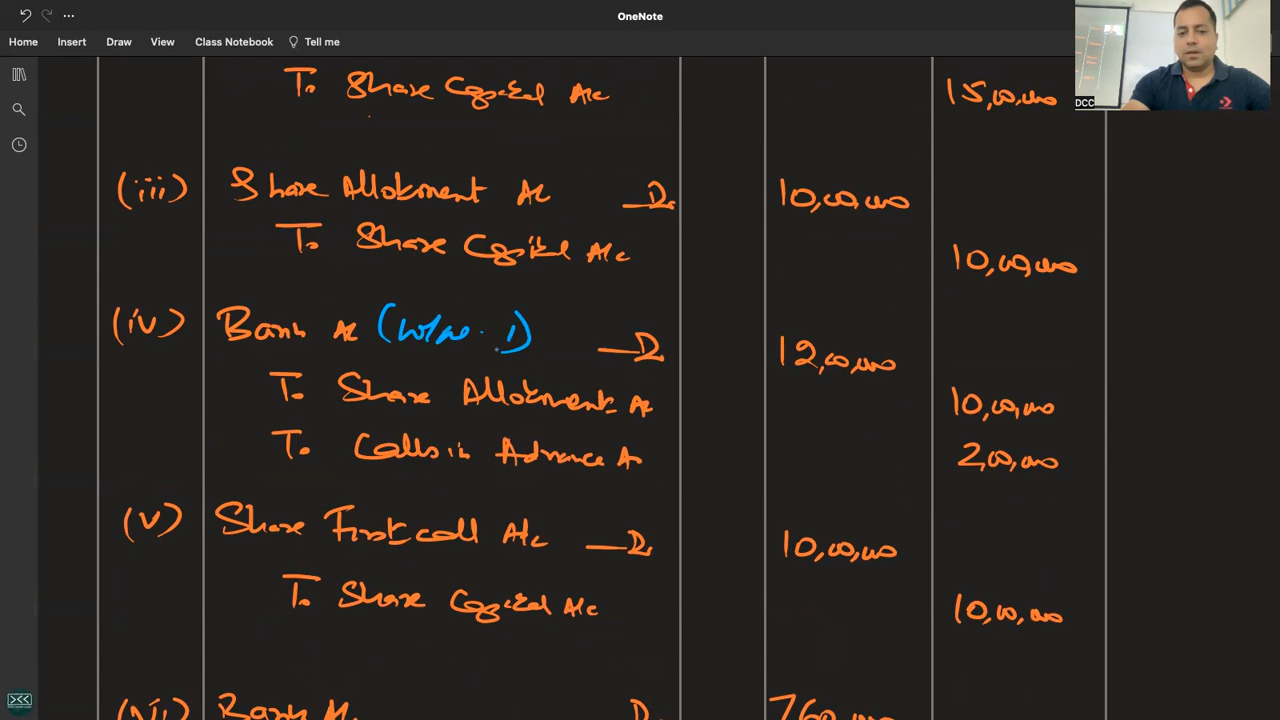 OneNote
Home Insert Draw View Class Notebook Tell me
DCC
To Share Capital A/c 15,00,000
(iii) Share Allotment A/c Dr 10,00,000
To Share Capital A/c 10,00,000
(iv) Bank A/c (W/N. 1) Dr 12,00,000
To Share Allotment A/c 10,00,000
To Calls in Advance A/c 2,00,000
(v) Share First call A/c Dr 10,00,000
To Share Capital A/c 10,00,000
(vi) Bank A/c Dr